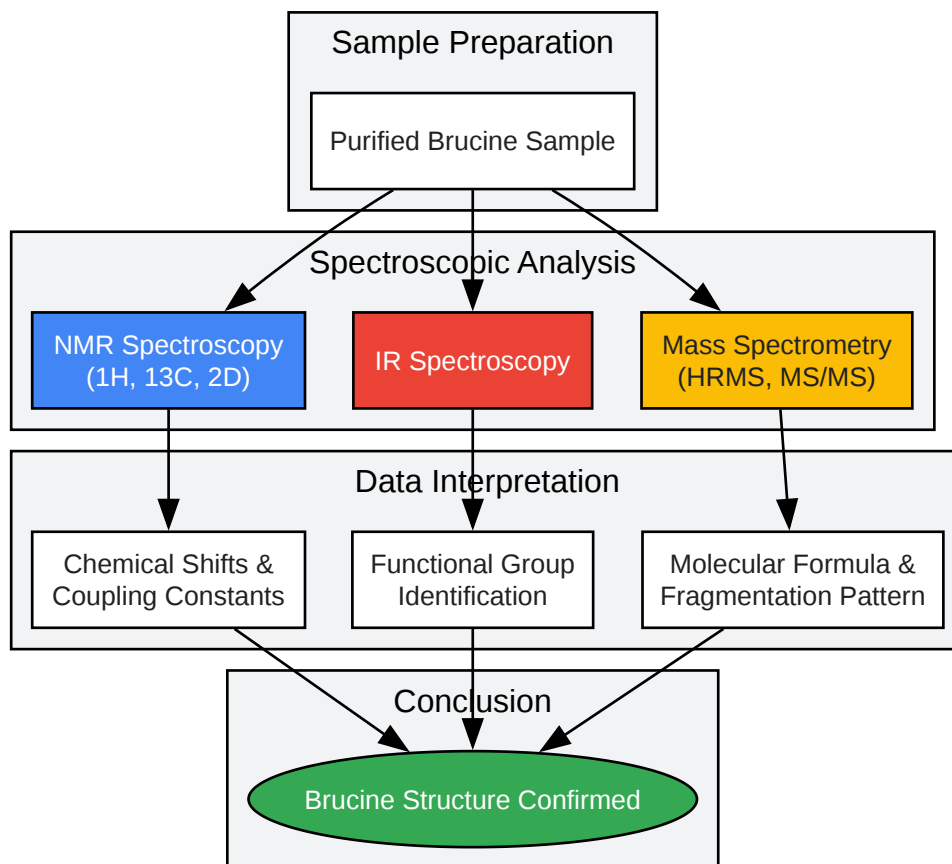 Sample Preparation
Purified Brucine Sample
Spectroscopic Analysis
NMR Spectroscopy
(1H, 13C, 2D)
IR Spectroscopy
Mass Spectrometry
(HRMS, MS/MS)
Data Interpretation
Chemical Shifts &
Coupling Constants
Functional Group
Identification
Molecular Formula &
Fragmentation Pattern
Conclusion
Brucine Structure Confirmed